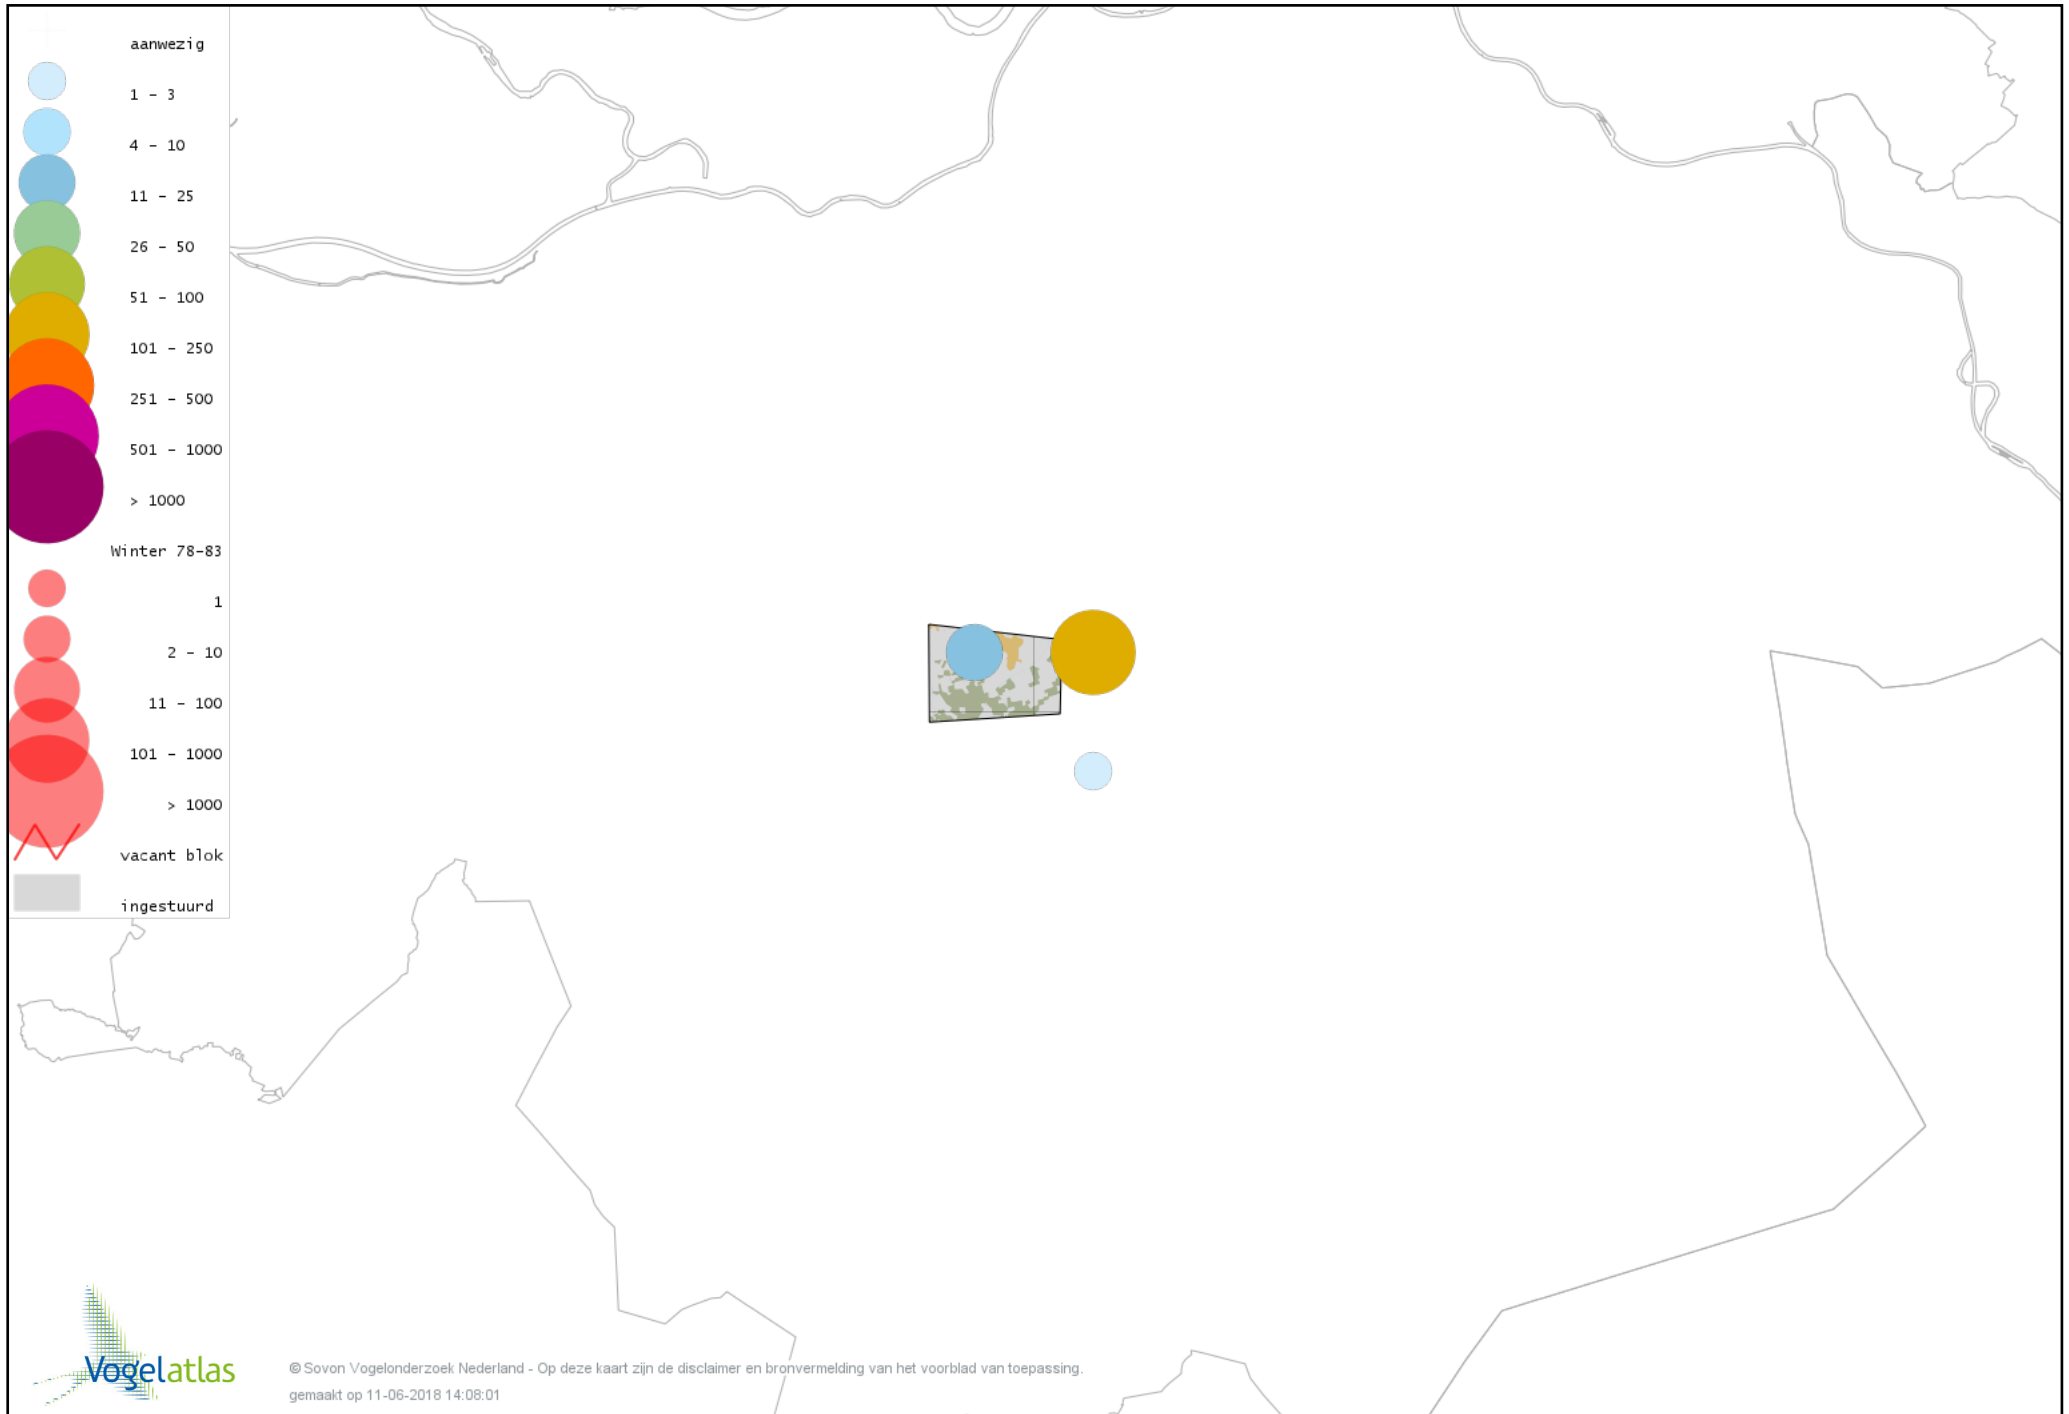 aanwezig
1 - 3
4 - 10
11 - 25
26 - 50
51 - 100
101 - 250
251 - 500
501 - 1000
> 1000
Winter 78-83
1
2 - 10
11 - 100
101 - 1000
> 1000
vacant blok
ingestuurd
Vogelatlas
© Sovon Vogelonderzoek Nederland - Op deze kaart zijn de disclaimer en bronvermelding van het voorblad van toepassing.
gemaakt op 11-06-2018 14:08:01